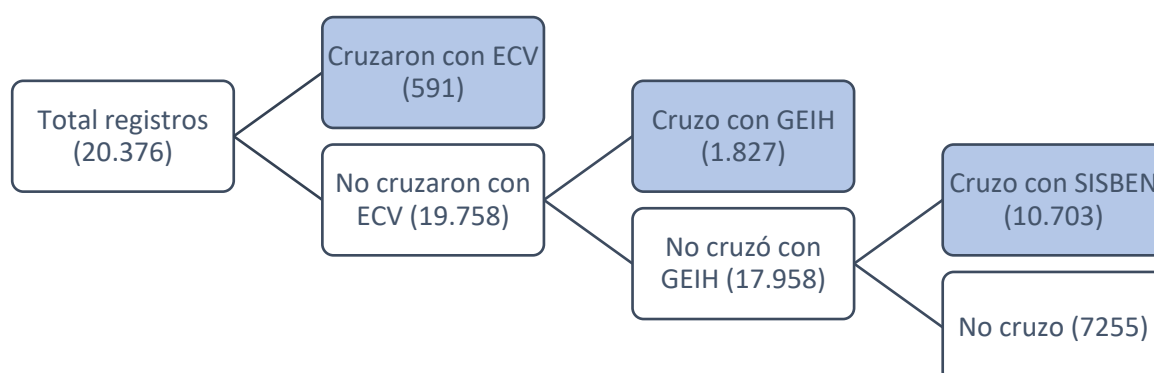 Total registros
(20.376)
Cruzaron con ECV
(591)
No cruzaron con
ECV (19.758)
Cruzo con GEIH
(1.827)
No cruzó con
GEIH (17.958)
Cruzo con SISBEN
(10.703)
No cruzo (7255)